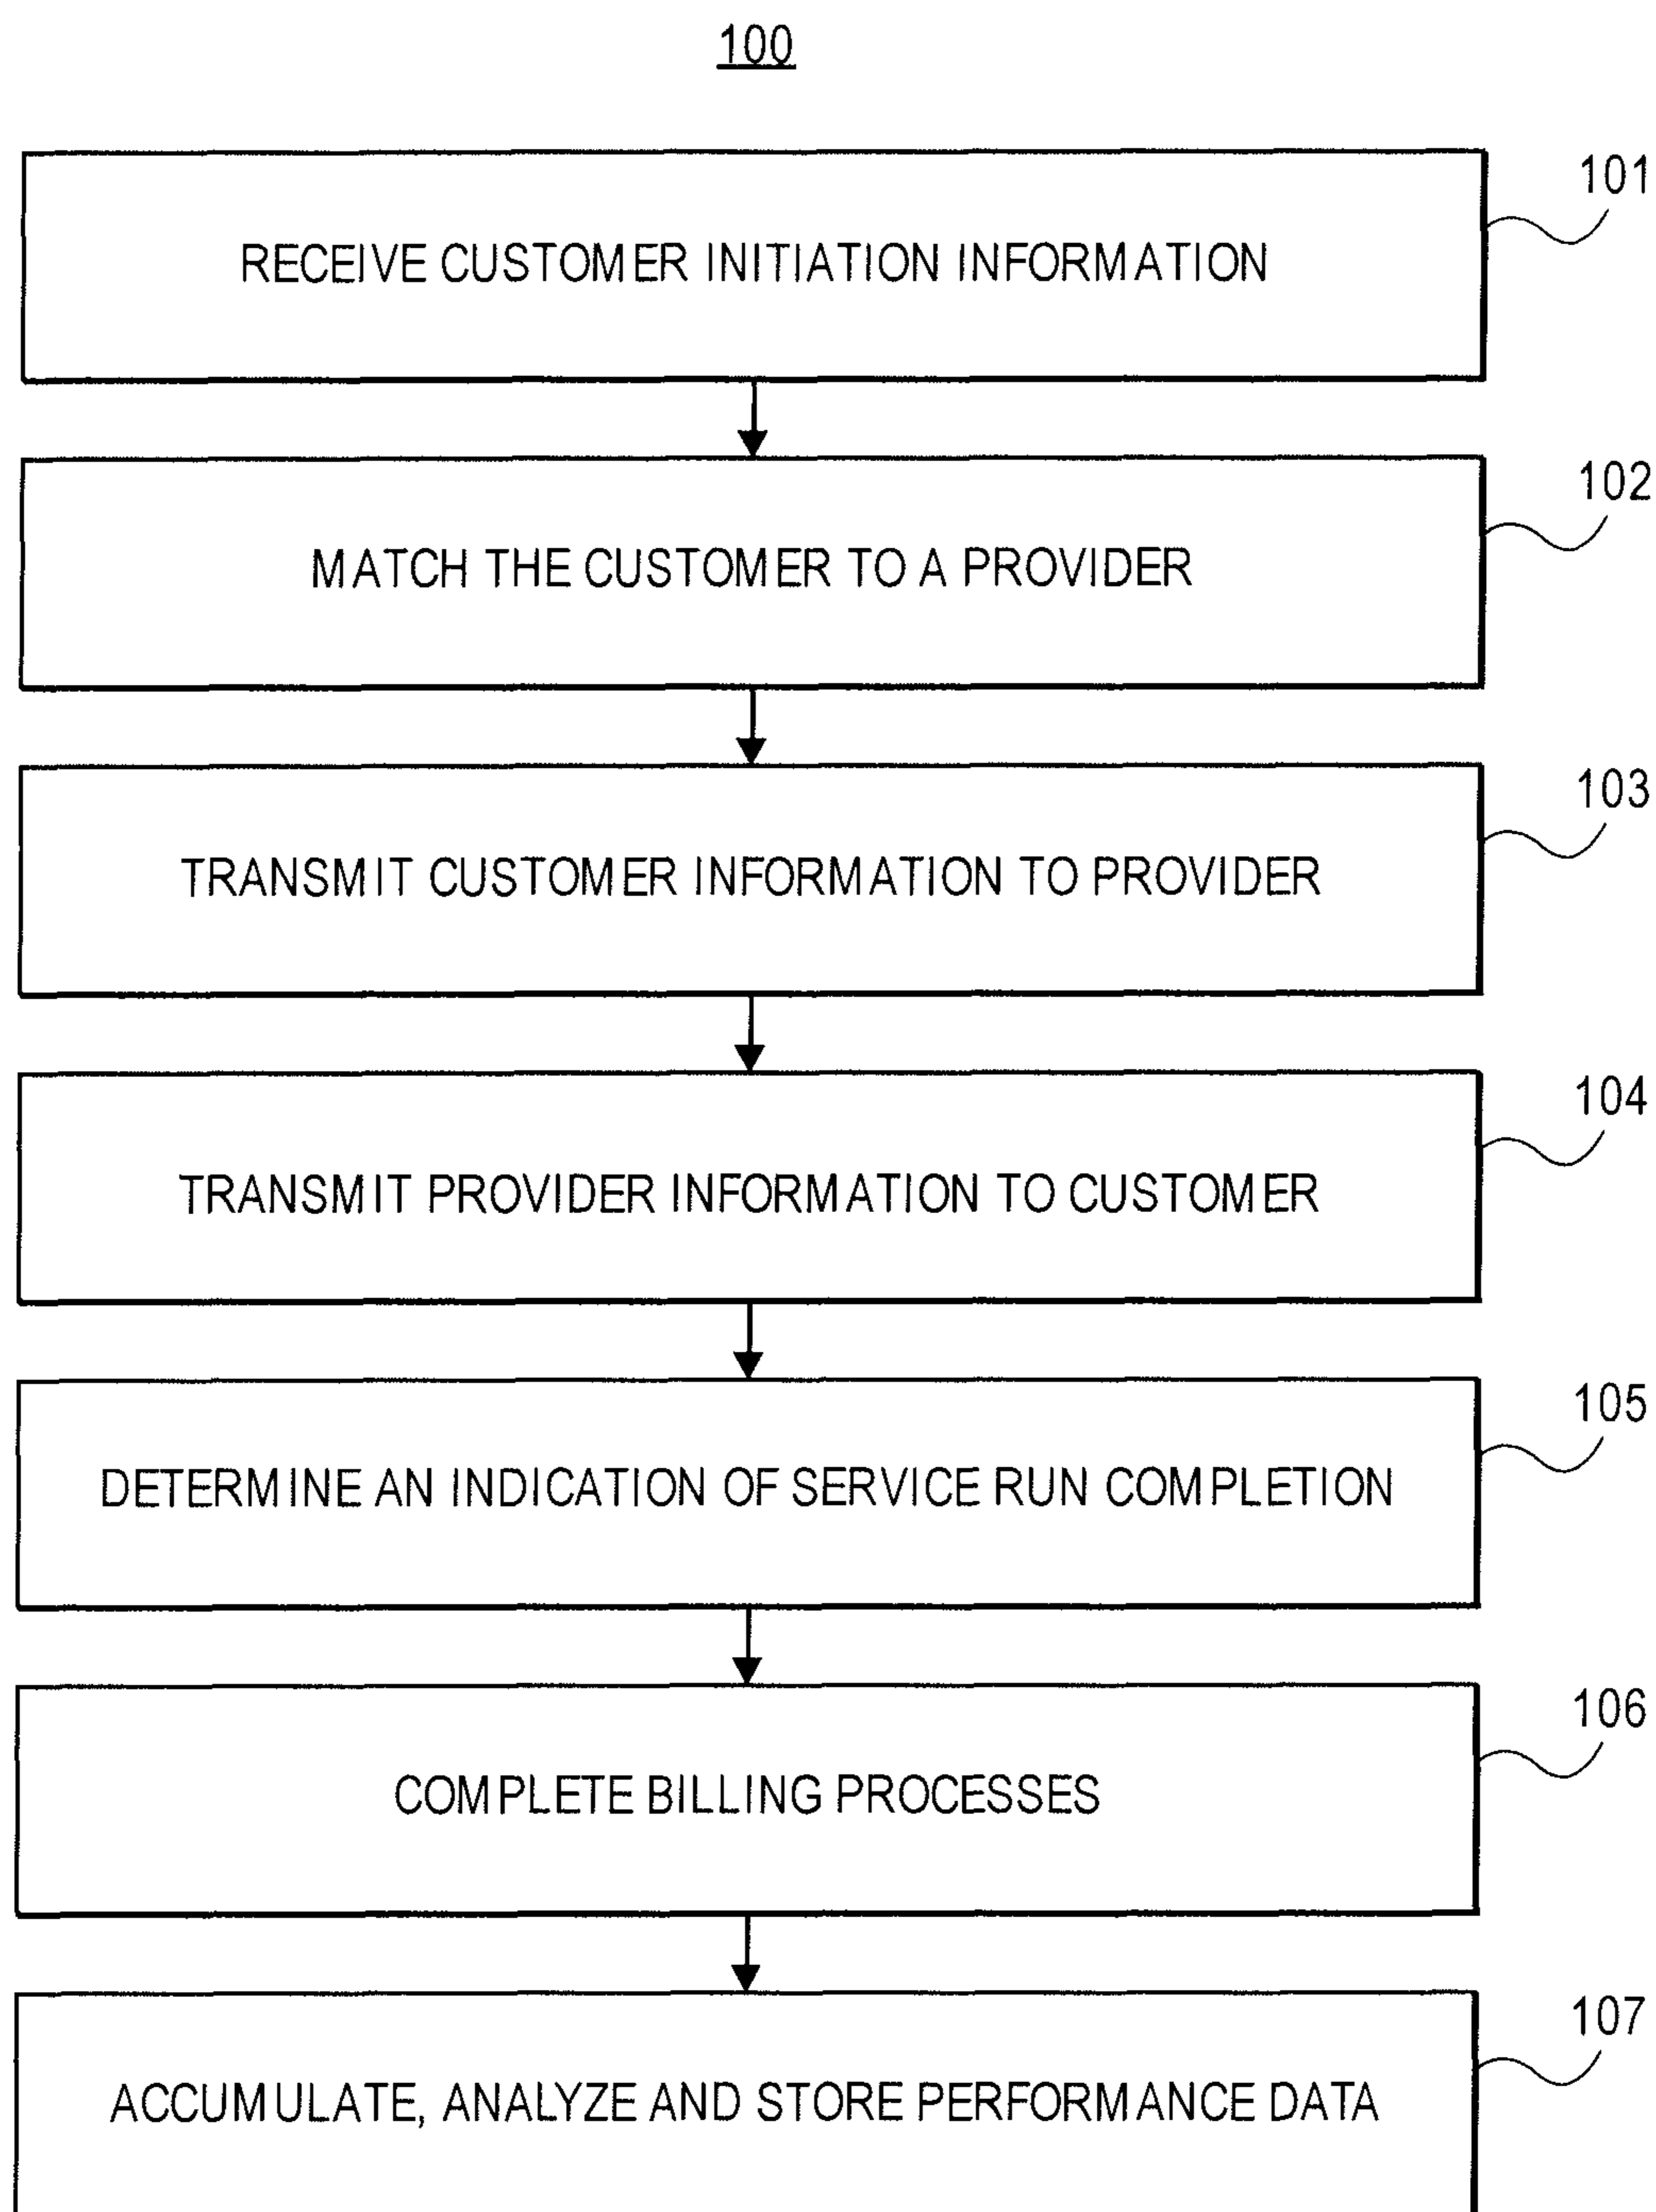 100
RECEIVE CUSTOMER INITIATION INFORMATION
101
MATCH THE CUSTOMER TO A PROVIDER
102
TRANSMIT CUSTOMER INFORMATION TO PROVIDER
103
TRANSMIT PROVIDER INFORMATION TO CUSTOMER
104
DETERMINE AN INDICATION OF SERVICE RUN COMPLETION
105
COMPLETE BILLING PROCESSES
106
ACCUMULATE, ANALYZE AND STORE PERFORMANCE DATA
107